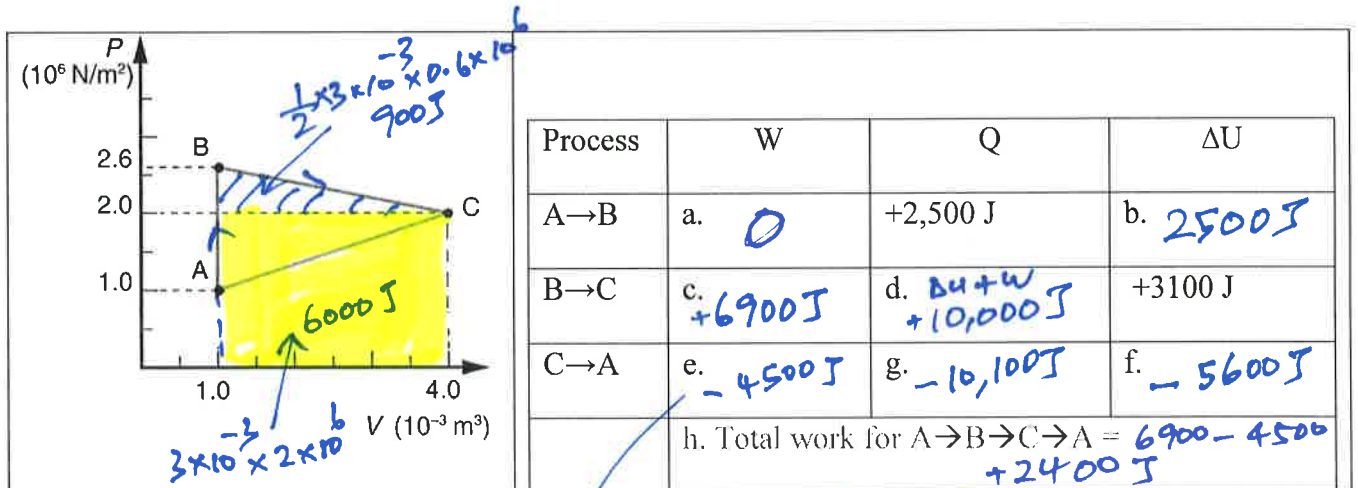 P
(10⁶ N/m²)
1/2 × 3 × 10⁻³ × 0.6 × 10⁶
900 J
B
2.6
2.0
C
A
1.0
6000 J
1.0
4.0
V (10⁻³ m³)
3×10⁻³ × 2×10⁶
Process W Q ΔU
A→B a. 0 +2,500 J b. 2500 J
B→C c. +6900 J d. Δu + W +10,000 J +3100 J
C→A e. - 4500 J g. - 10,100 J f. - 5600 J
h. Total work for A→B→C→A = 6900 - 4500
+2400 J